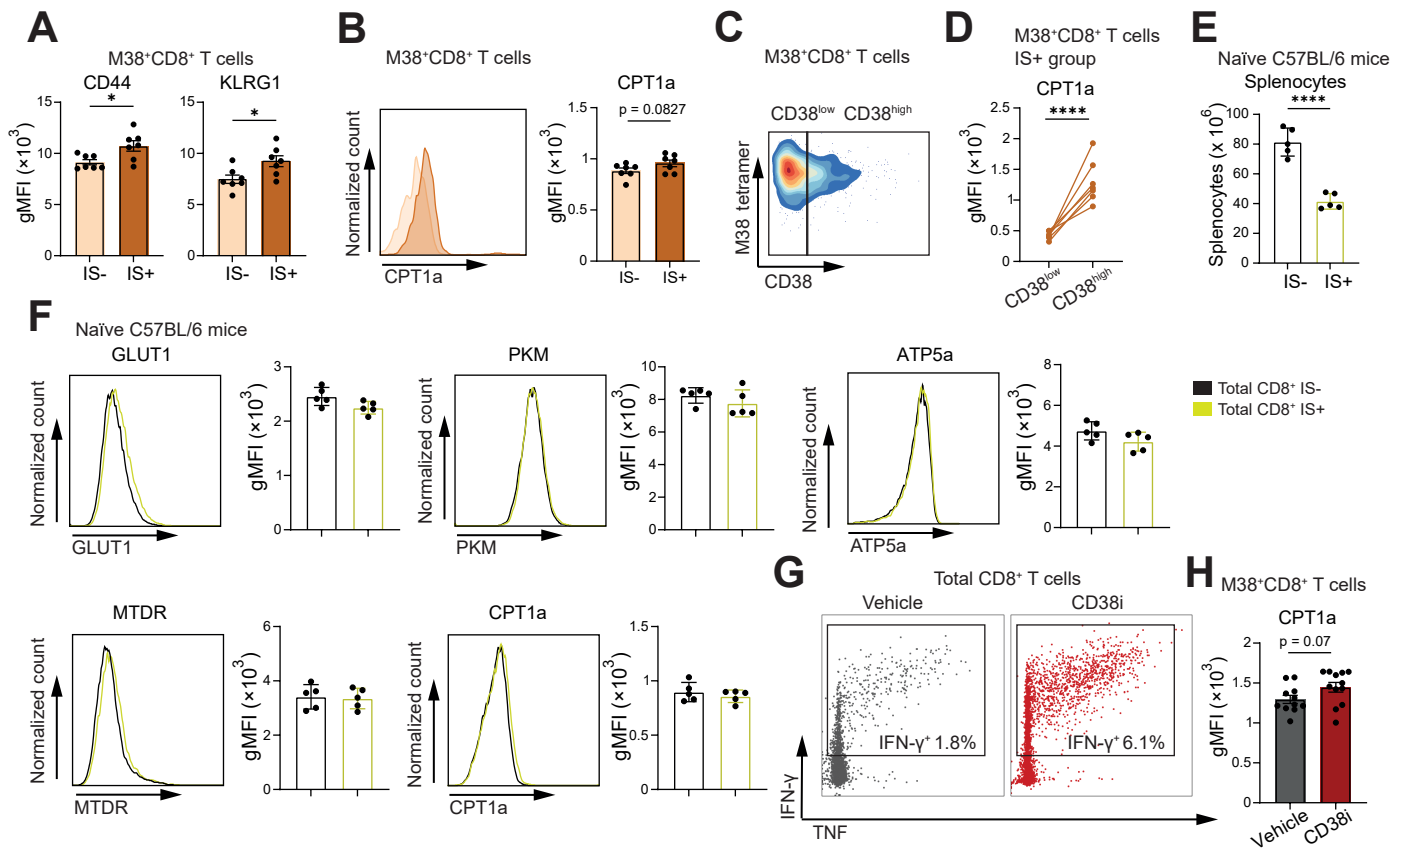 A
M38⁺CD8⁺ T cells
CD44
KLRG1
*
*
gMFI (×10³)
15
10
5
0
IS-
IS+
15
10
5
0
IS-
IS+
B
M38⁺CD8⁺ T cells
Normalized count
CPT1a
CPT1a
p = 0.0827
gMFI (×10³)
1.5
1
0.5
0
IS-
IS+
C
M38⁺CD8⁺ T cells
CD38ˡᵒʷ
CD38ʰⁱᵍʰ
M38 tetramer
CD38
D
M38⁺CD8⁺ T cells
IS+ group
CPT1a
****
gMFI (×10³)
2.5
2
1.5
1
0.5
0
CD38ˡᵒʷ
CD38ʰⁱᵍʰ
E
Naïve C57BL/6 mice
Splenocytes
****
Splenocytes (x 10⁶)
100
80
60
40
20
0
IS-
IS+
F
Naïve C57BL/6 mice
GLUT1
Normalized count
GLUT1
gMFI (×10³)
3
2
1
0
PKM
Normalized count
PKM
gMFI (×10³)
10
8
6
4
2
0
ATP5a
Normalized count
ATP5a
gMFI (×10³)
8
6
4
2
0
Total CD8⁺ IS-
Total CD8⁺ IS+
MTDR
Normalized count
MTDR
gMFI (×10³)
6
4
2
0
CPT1a
Normalized count
CPT1a
gMFI (×10³)
1.5
1
0.5
0
G
Total CD8⁺ T cells
Vehicle
CD38i
IFN-γ⁺ 1.8%
IFN-γ⁺ 6.1%
IFN-γ
TNF
H
M38⁺CD8⁺ T cells
CPT1a
p = 0.07
gMFI (×10³)
2
1.5
1
0.5
0
Vehicle
CD38i